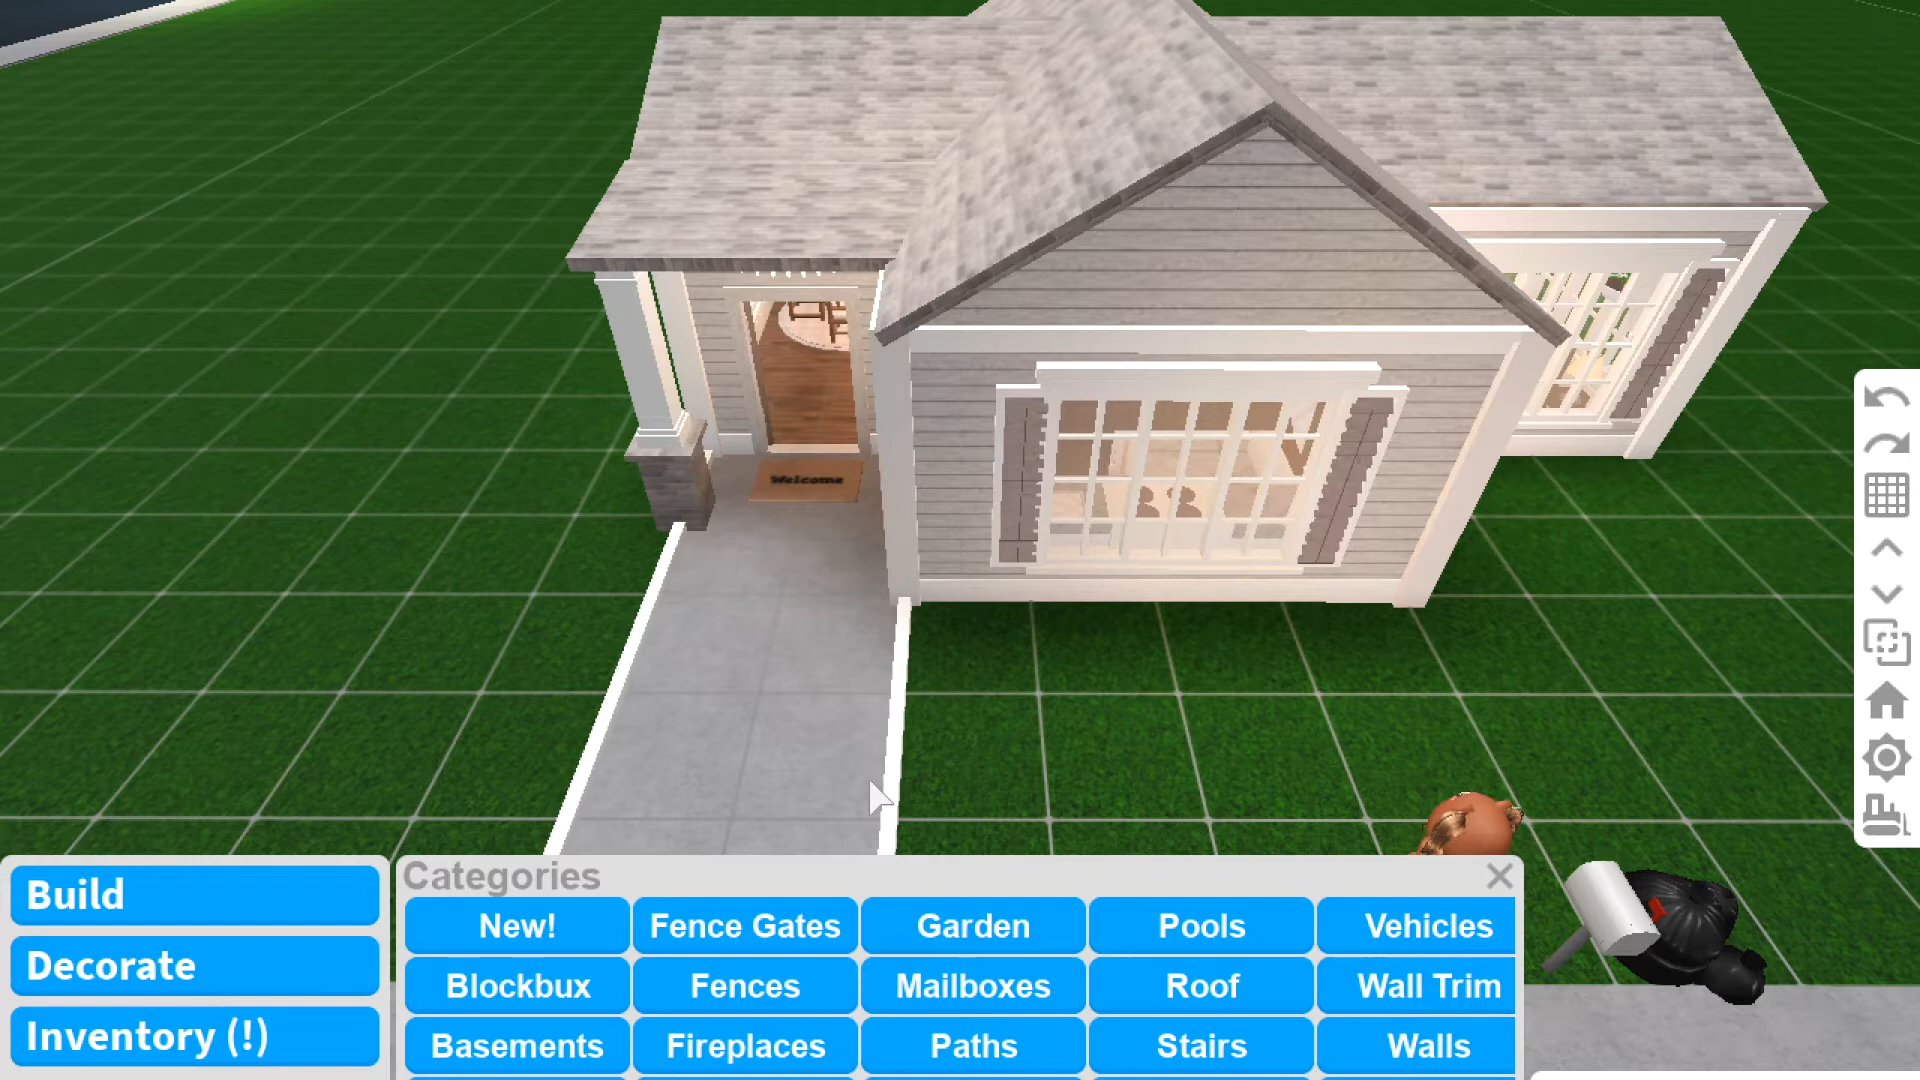 Welcome
Build
Decorate
Inventory (!)
Categories
New!
Fence Gates
Garden
Pools
Vehicles
Blockbux
Fences
Mailboxes
Roof
Wall Trim
Basements
Fireplaces
Paths
Stairs
Walls